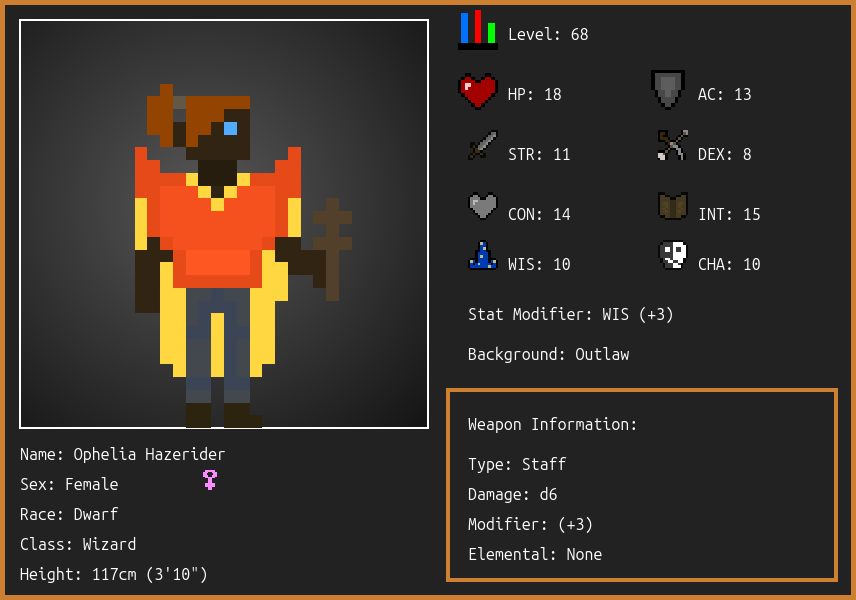 Level: 68
HP: 18
AC: 13
STR: 11
DEX: 8
CON: 14
INT: 15
WIS: 10
CHA: 10
Stat Modifier: WIS (+3)
Background: Outlaw
Weapon Information:
Type: Staff
Damage: d6
Modifier: (+3)
Elemental: None
Name: Ophelia Hazerider
Sex: Female
Race: Dwarf
Class: Wizard
Height: 117cm (3'10")